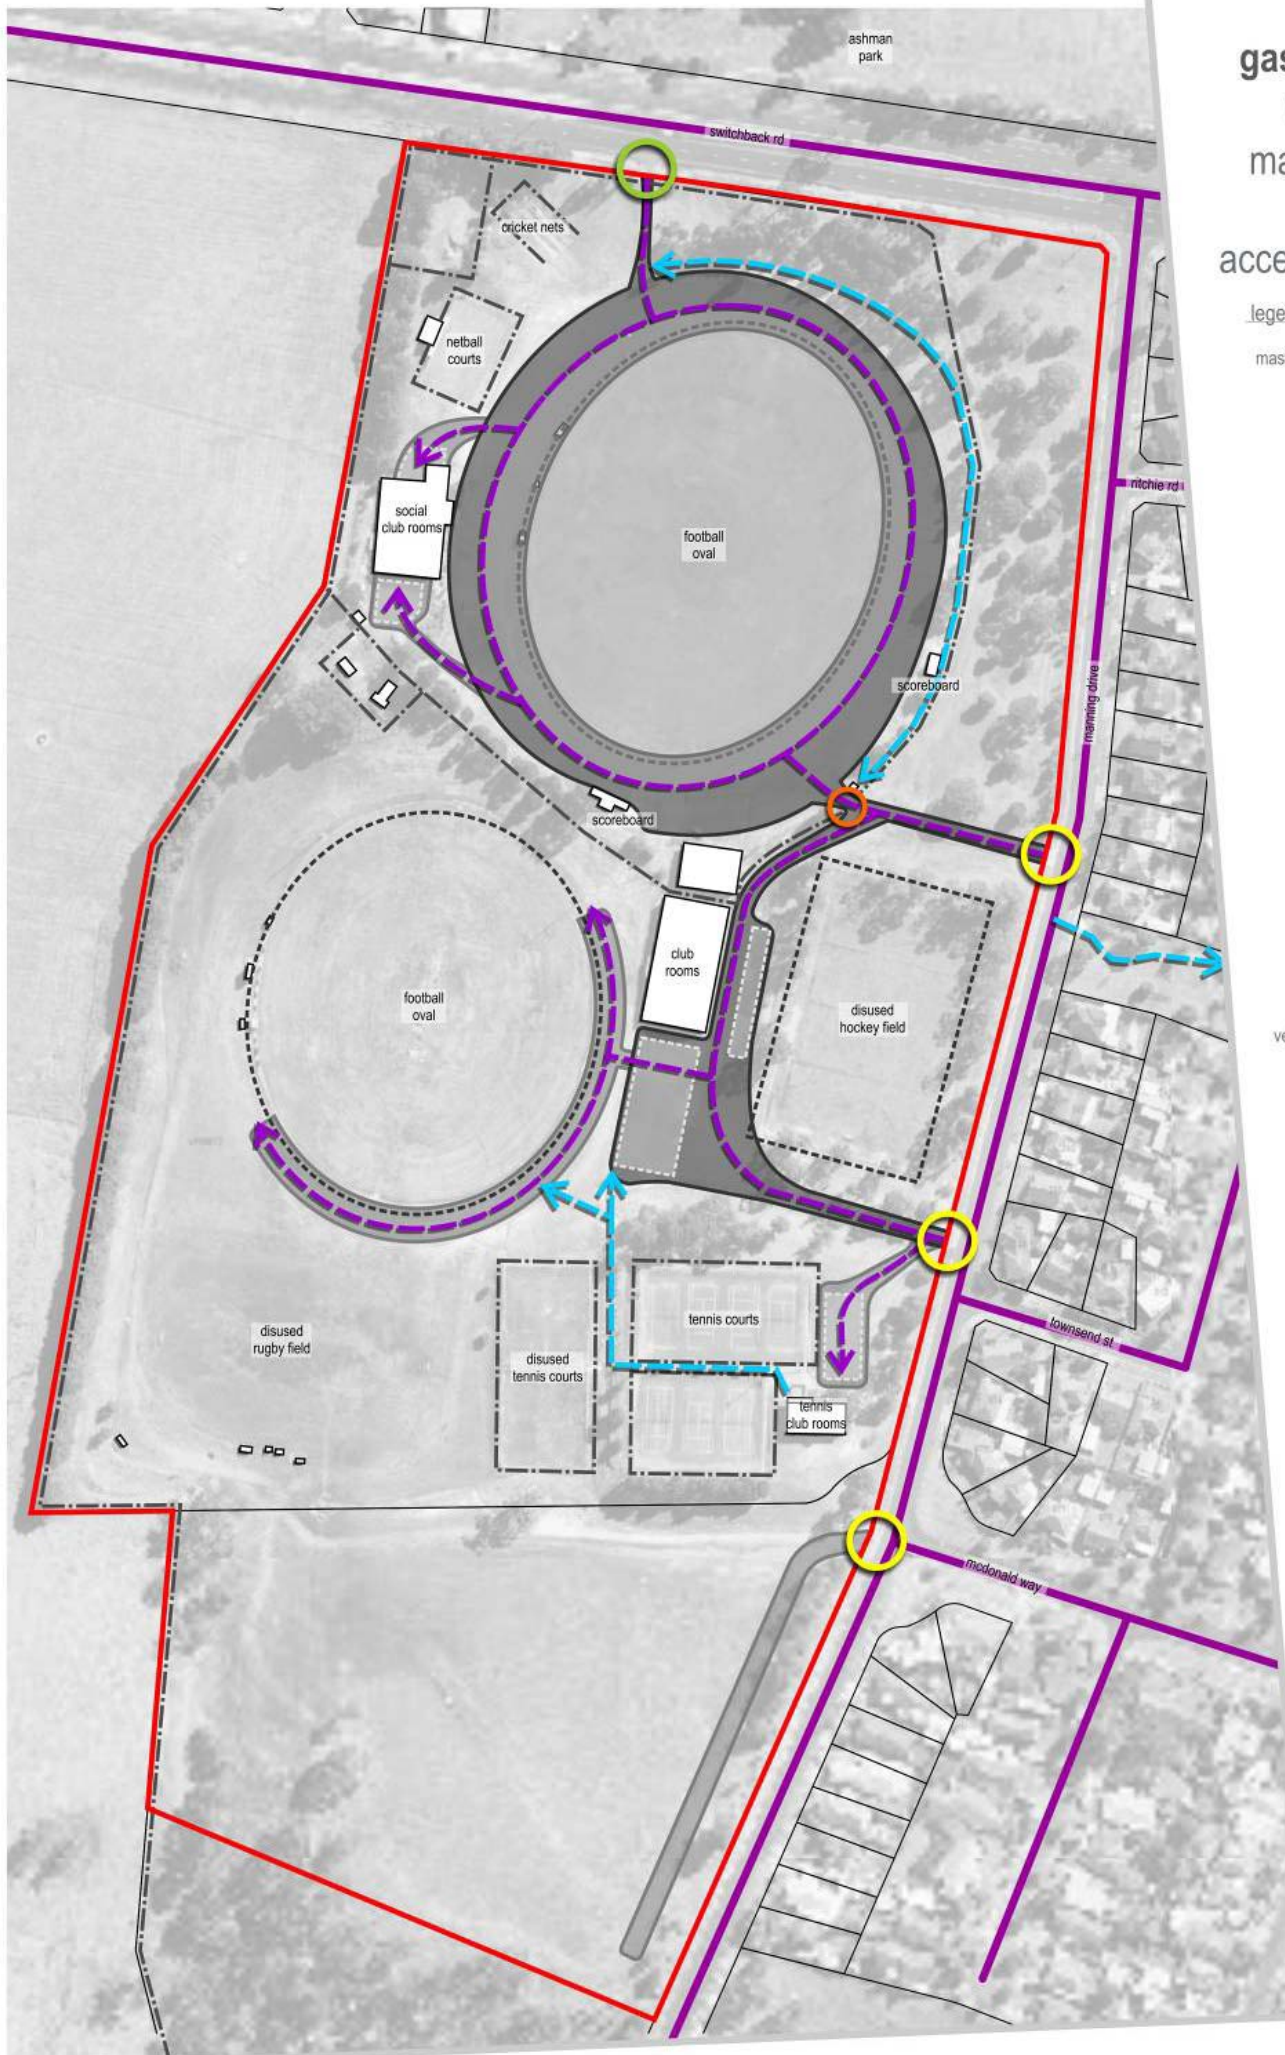 ashman
park
gas
switchback rd
ma
cricket nets
acce
lege
netball
courts
mas
ritchie rd
social
club rooms
football
oval
manning drive
scoreboard
scoreboard
club
rooms
football
oval
disused
hockey field
ve
tennis courts
townsend st
disused
rugby field
disused
tennis courts
tennis
club rooms
mcdonald way